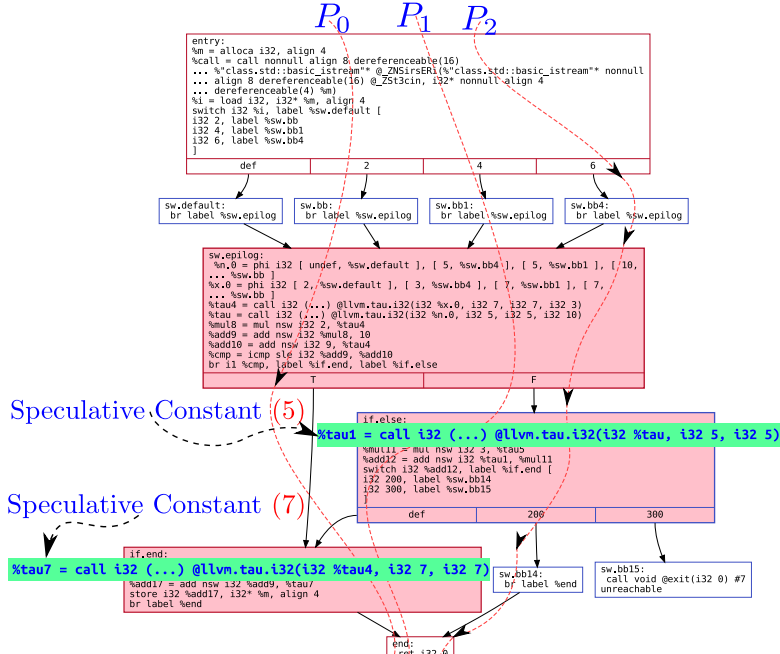 P0 P1 P2
entry:
%m = alloca i32, align 4
%call = call nonnull align 8 dereferenceable(16)
... %"class.std::basic_istream"* @_ZNSirsERi(%"class.std::basic_istream"* nonnull
... align 8 dereferenceable(16) @_ZSt3cin, i32* nonnull align 4
... dereferenceable(4) %m)
%i = load i32, i32* %m, align 4
switch i32 %i, label %sw.default [
i32 2, label %sw.bb
i32 4, label %sw.bb1
i32 6, label %sw.bb4
]
def 2 4 6
sw.default:
br label %sw.epilog
sw.bb:
br label %sw.epilog
sw.bb1:
br label %sw.epilog
sw.bb4:
br label %sw.epilog
sw.epilog:
%n.0 = phi i32 [ undef, %sw.default ], [ 5, %sw.bb4 ], [ 5, %sw.bb1 ], [ 10,
... %sw.bb ]
%x.0 = phi i32 [ 2, %sw.default ], [ 3, %sw.bb4 ], [ 7, %sw.bb1 ], [ 7,
... %sw.bb ]
%tau4 = call i32 (...) @llvm.tau.i32(i32 %x.0, i32 7, i32 7, i32 3)
%tau = call i32 (...) @llvm.tau.i32(i32 %n.0, i32 5, i32 5, i32 10)
%mul8 = mul nsw i32 2, %tau4
%add9 = add nsw i32 %mul8, 10
%add10 = add nsw i32 9, %tau4
%cmp = icmp sle i32 %add9, %add10
br i1 %cmp, label %if.end, label %if.else
T F
Speculative Constant (5)
if.else:
%tau1 = call i32 (...) @llvm.tau.i32(i32 %tau, i32 5, i32 5)
%mul11 = mul nsw i32 3, %tau5
%add12 = add nsw i32 %tau1, %mul11
switch i32 %add12, label %if.end [
i32 200, label %sw.bb14
i32 300, label %sw.bb15
]
def 200 300
Speculative Constant (7)
if.end:
%tau7 = call i32 (...) @llvm.tau.i32(i32 %tau4, i32 7, i32 7)
%add17 = add nsw i32 %add9, %tau7
store i32 %add17, i32* %m, align 4
br label %end
sw.bb14:
br label %end
sw.bb15:
call void @exit(i32 0) #7
unreachable
end:
ret i32 0